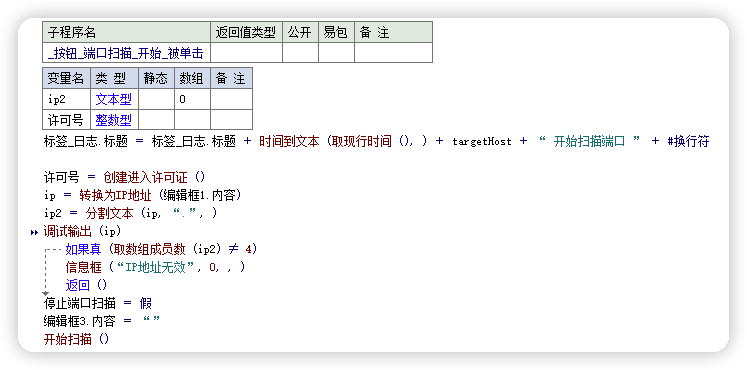 子程序名 返回值类型 公开 易包 备 注
_按钮_端口扫描_开始_被单击
变量名 类 型 静态 数组 备 注
ip2 文本型 0
许可号 整数型
标签_日志.标题 = 标签_日志.标题 + 时间到文本 (取现行时间 (), ) + targetHost + “ 开始扫描端口 ” + #换行符
许可号 = 创建进入许可证 ()
ip = 转换为IP地址 (编辑框1.内容)
ip2 = 分割文本 (ip, “.”, )
调试输出 (ip)
如果真 (取数组成员数 (ip2) ≠ 4)
信息框 (“IP地址无效”, 0, , )
返回 ()
停止端口扫描 = 假
编辑框3.内容 = “”
开始扫描 ()